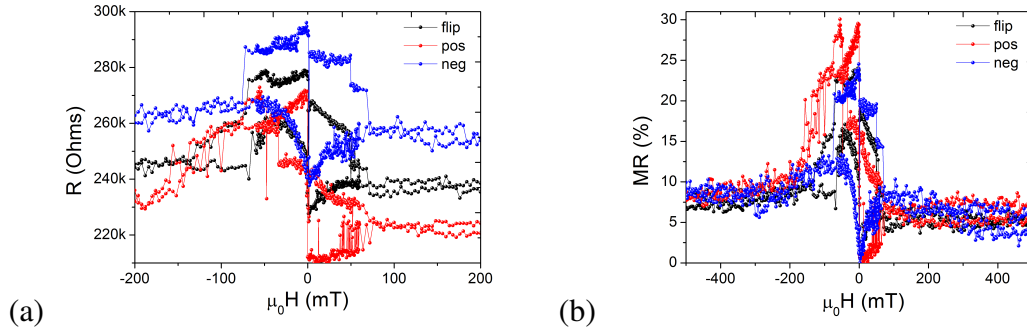 300k
280k
260k
240k
220k
R (Ohms)
-200
-100
0
100
200
μ₀H (mT)
flip
pos
neg
(a)
30
25
20
15
10
5
0
MR (%)
-400
-200
0
200
400
μ₀H (mT)
flip
pos
neg
(b)